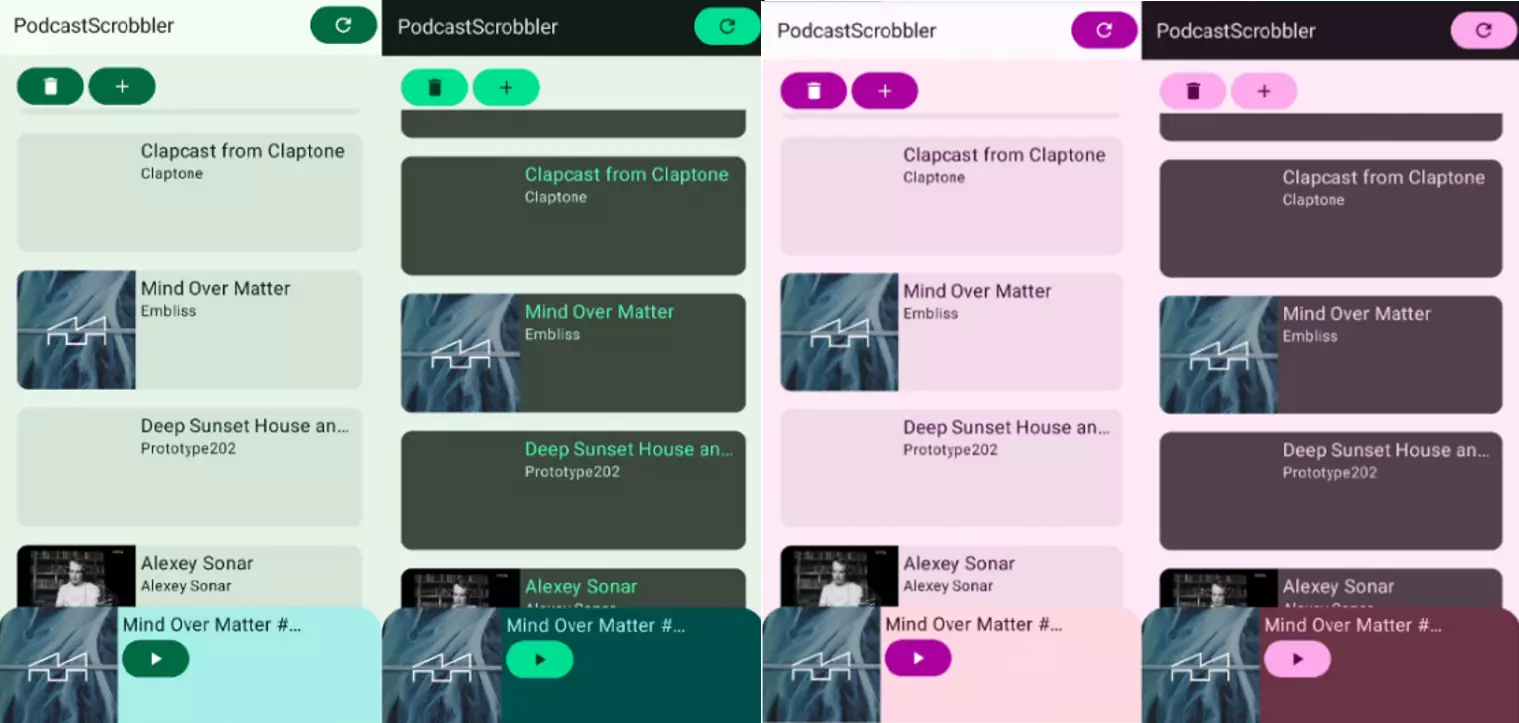 PodcastScrobbler
Clapcast from Claptone
Claptone
Mind Over Matter
Embliss
Deep Sunset House an...
Prototype202
Alexey Sonar
Alexey Sonar
Mind Over Matter #...
PodcastScrobbler
Clapcast from Claptone
Claptone
Mind Over Matter
Embliss
Deep Sunset House an...
Prototype202
Alexey Sonar
Alexey Sonar
Mind Over Matter #...
PodcastScrobbler
Clapcast from Claptone
Claptone
Mind Over Matter
Embliss
Deep Sunset House an...
Prototype202
Alexey Sonar
Alexey Sonar
Mind Over Matter #...
PodcastScrobbler
Clapcast from Claptone
Claptone
Mind Over Matter
Embliss
Deep Sunset House an...
Prototype202
Alexey Sonar
Alexey Sonar
Mind Over Matter #...